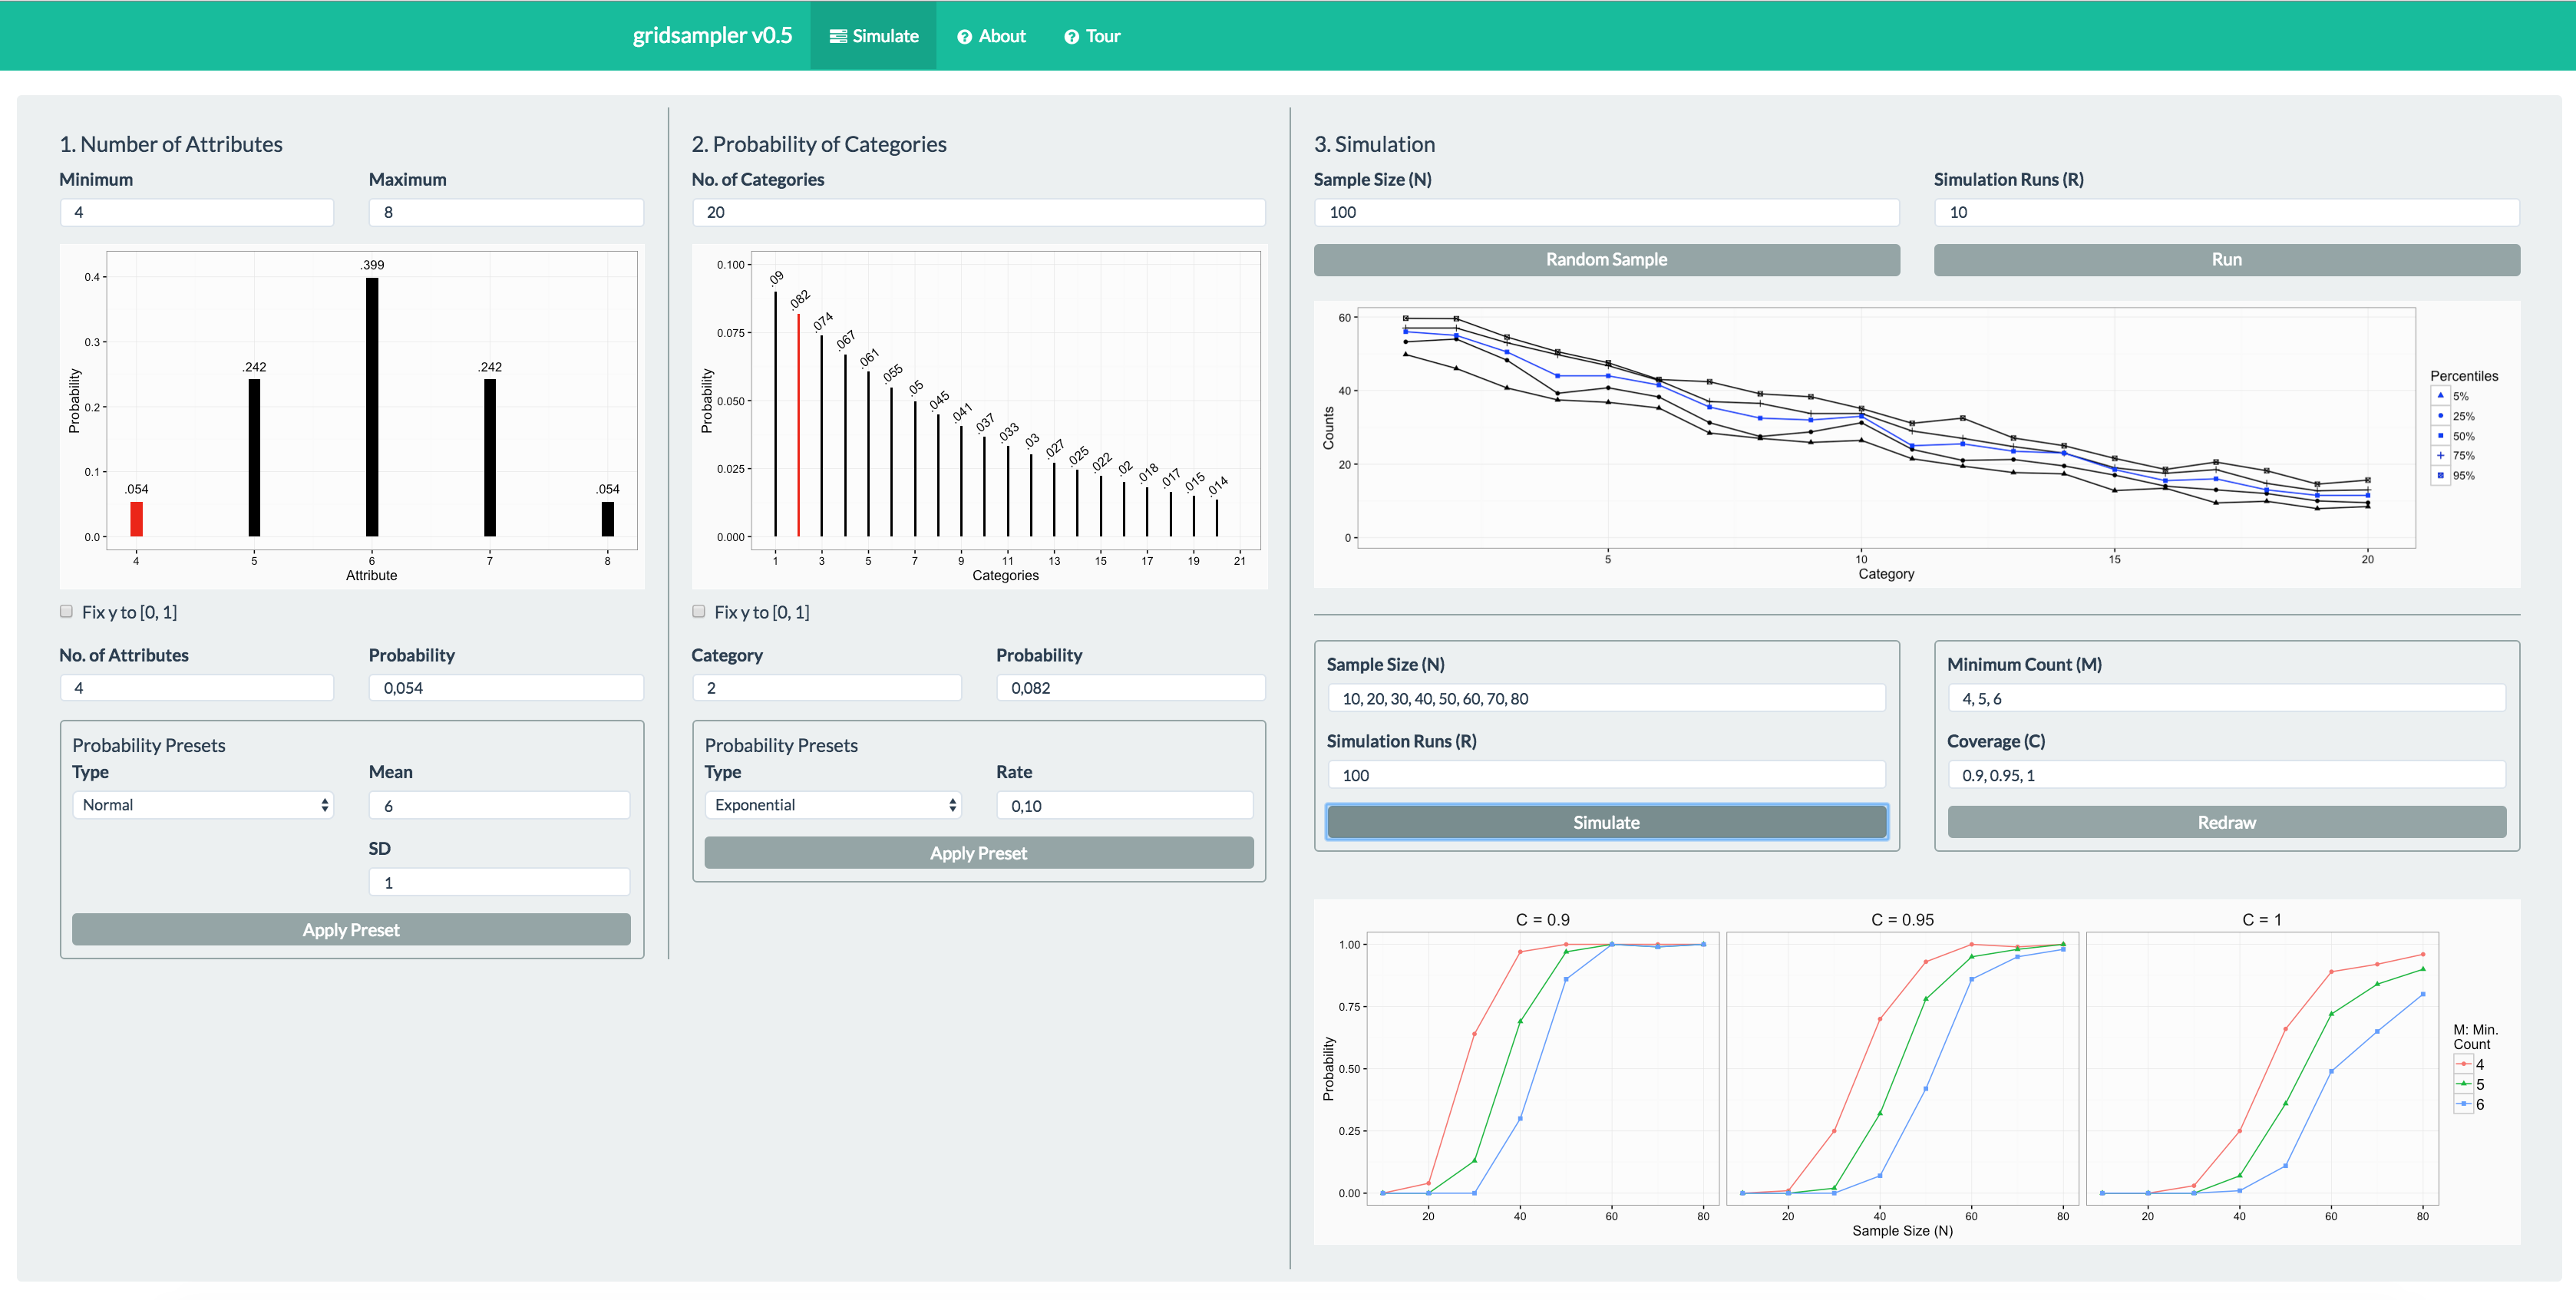 gridsampler v0.5 Simulate About Tour
1. Number of Attributes
Minimum Maximum
4 8
.399
.242 .242
.054 .054
0.4
0.3
0.2
0.1
0.0
Probability
4 5 6 7 8
Attribute
Fix y to [0, 1]
No. of Attributes Probability
4 0,054
Probability Presets
Type Mean
Normal 6
SD
1
Apply Preset
2. Probability of Categories
No. of Categories
20
0.100
0.075
0.050
0.025
0.000
Probability
.09 .082 .074 .067 .061 .055 .05 .045 .041 .037 .033 .03 .027 .025 .022 .02 .018 .017 .015 .014
1 3 5 7 9 11 13 15 17 19 21
Categories
Fix y to [0, 1]
Category Probability
2 0,082
Probability Presets
Type Rate
Exponential 0,10
Apply Preset
3. Simulation
Sample Size (N) Simulation Runs (R)
100 10
Random Sample Run
60
40
20
0
Counts
5 10 15 20
Category
Percentiles
5%
25%
50%
75%
95%
Sample Size (N)
10, 20, 30, 40, 50, 60, 70, 80
Simulation Runs (R)
100
Simulate
Minimum Count (M)
4, 5, 6
Coverage (C)
0.9, 0.95, 1
Redraw
C = 0.9 C = 0.95 C = 1
1.00
0.75
0.50
0.25
0.00
Probability
20 40 60 80 20 40 60 80 20 40 60 80
Sample Size (N)
M: Min.
Count
4
5
6